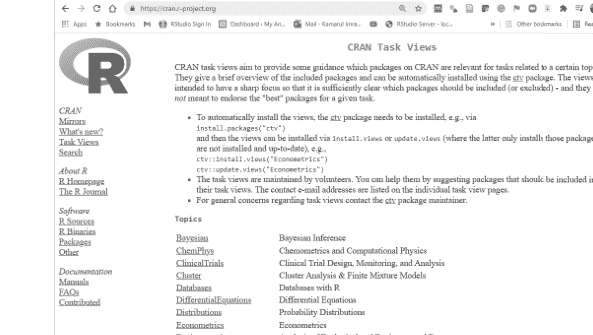 https://cran.r-project.org
Apps
Bookmarks
RStudio Sign In
Dashboard ‹ My An...
Mail - Kamarul Imra...
RStudio Server - loc...
»
Other bookmarks
CRAN Task Views
CRAN task views aim to provide some guidance which packages on CRAN are relevant for tasks related to a certain top
They give a brief overview of the included packages and can be automatically installed using the ctv package. The views
intended to have a sharp focus so that it is sufficiently clear which packages should be included (or excluded) - and they
not meant to endorse the "best" packages for a given task.
• To automatically install the views, the ctv package needs to be installed, e.g., via
install.packages("ctv")
and then the views can be installed via install.views or update.views (where the latter only installs those package
are not installed and up-to-date), e.g.,
ctv::install.views("Econometrics")
ctv::update.views("Econometrics")
• The task views are maintained by volunteers. You can help them by suggesting packages that should be included in
their task views. The contact e-mail addresses are listed on the individual task view pages.
• For general concerns regarding task views contact the ctv package maintainer.
Topics
Bayesian Bayesian Inference
ChemPhys Chemometrics and Computational Physics
ClinicalTrials Clinical Trial Design, Monitoring, and Analysis
Cluster Cluster Analysis & Finite Mixture Models
Databases Databases with R
DifferentialEquations Differential Equations
Distributions Probability Distributions
Econometrics Econometrics
R
CRAN
Mirrors
What's new?
Task Views
Search
About R
R Homepage
The R Journal
Software
R Sources
R Binaries
Packages
Other
Documentation
Manuals
FAQs
Contributed